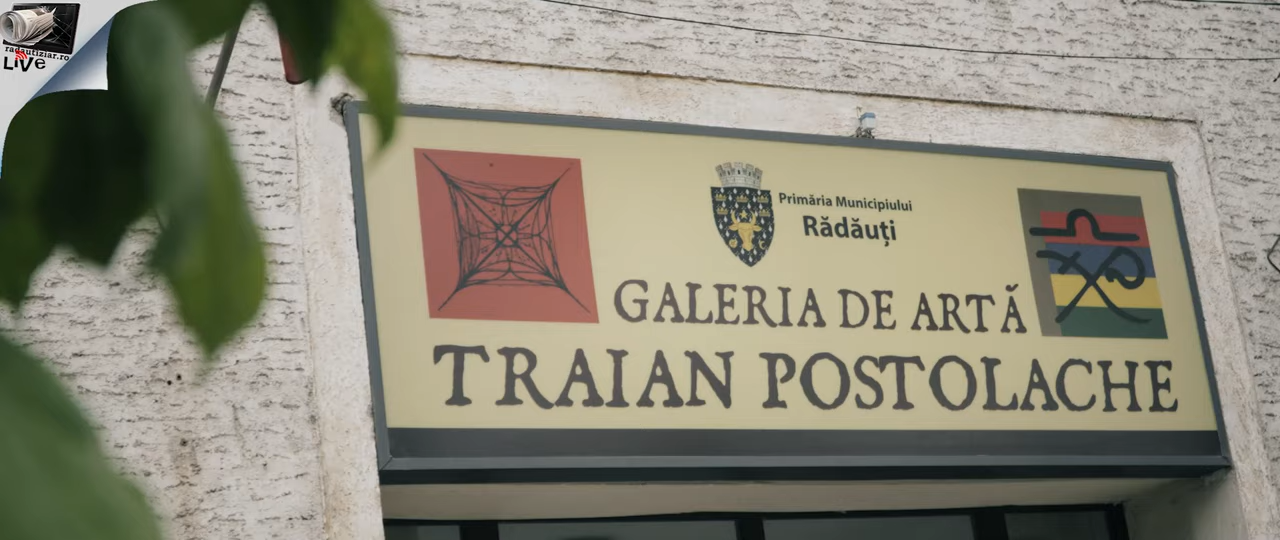 radautiziar.ro
LIVe
Primăria Municipiului
Rădăuți
GALERIA DE ARTĂ
TRAIAN POSTOLACHE